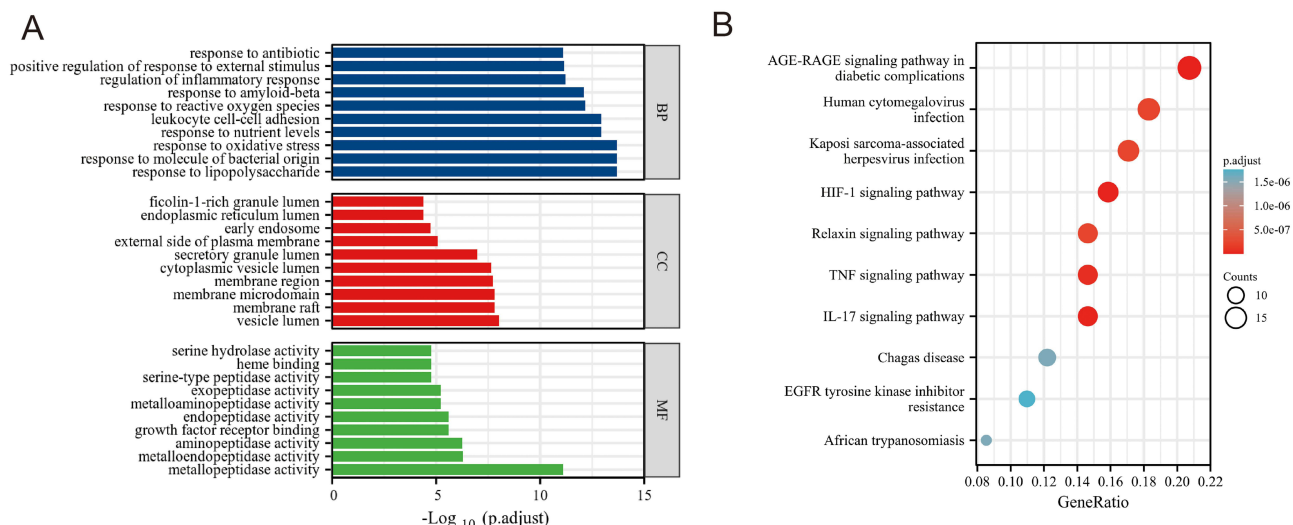 A
response to antibiotic
positive regulation of response to external stimulus
regulation of inflammatory response
response to amyloid-beta
response to reactive oxygen species
leukocyte cell-cell adhesion
response to nutrient levels
response to oxidative stress
response to molecule of bacterial origin
response to lipopolysaccharide
BP
ficolin-1-rich granule lumen
endoplasmic reticulum lumen
early endosome
external side of plasma membrane
secretory granule lumen
cytoplasmic vesicle lumen
membrane region
membrane microdomain
membrane raft
vesicle lumen
CC
serine hydrolase activity
heme binding
serine-type peptidase activity
exopeptidase activity
metalloaminopeptidase activity
endopeptidase activity
growth factor receptor binding
aminopeptidase activity
metalloendopeptidase activity
metallopeptidase activity
MF
0 5 10 15
-Log 10 (p.adjust)
B
AGE-RAGE signaling pathway in
diabetic complications
Human cytomegalovirus
infection
Kaposi sarcoma-associated
herpesvirus infection
HIF-1 signaling pathway
Relaxin signaling pathway
TNF signaling pathway
IL-17 signaling pathway
Chagas disease
EGFR tyrosine kinase inhibitor
resistance
African trypanosomiasis
0.08 0.10 0.12 0.14 0.16 0.18 0.20 0.22
GeneRatio
p.adjust
1.5e-06
1.0e-06
5.0e-07
Counts
10
15